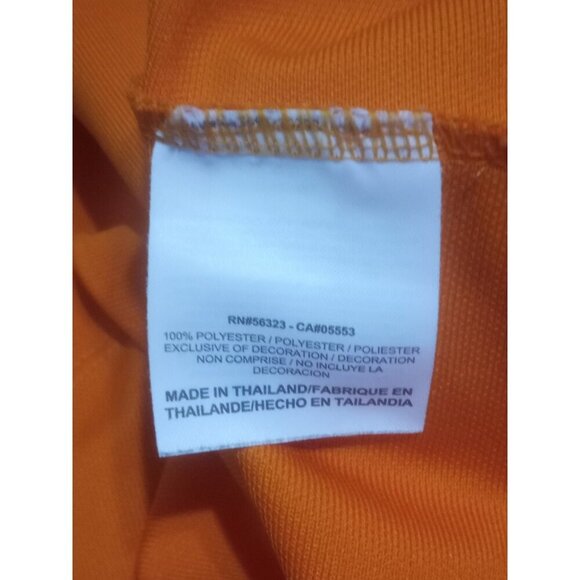 RN#56323 - CA#05553
100% POLYESTER / POLYESTER / POLIESTER
EXCLUSIVE OF DECORATION / DECORATION
NON COMPRISE / NO INCLUYE LA
DECORACION
MADE IN THAILAND/FABRIQUE EN
THAILANDE/HECHO EN TAILANDIA